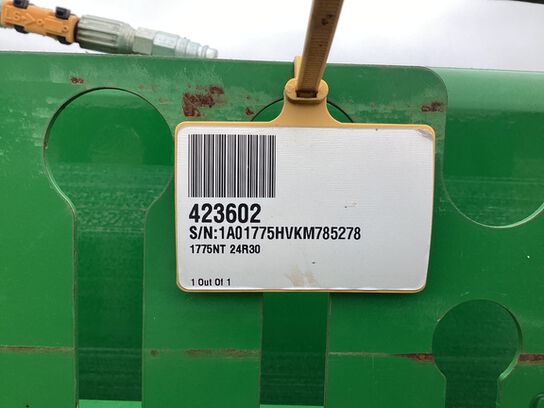 423602
S/N:1A01775HVKM785278
1775NT 24R30
1 Out Of 1